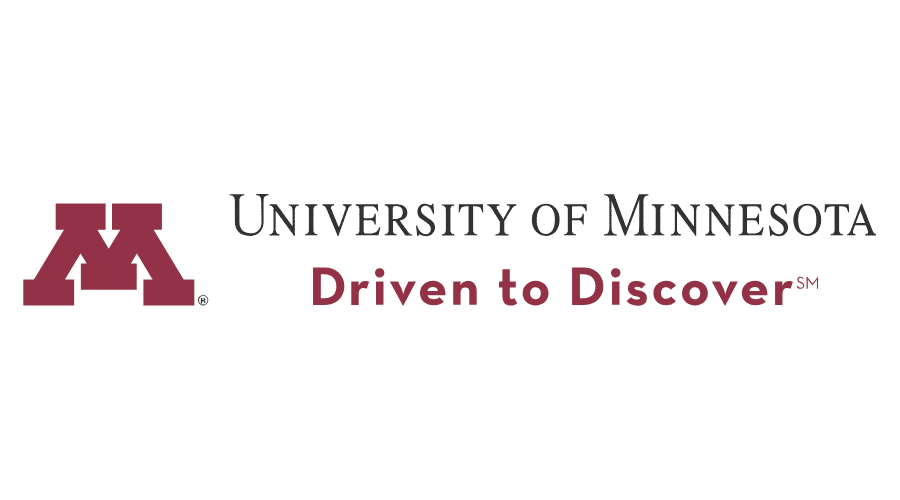 M®
UNIVERSITY OF MINNESOTA
Driven to Discover℠